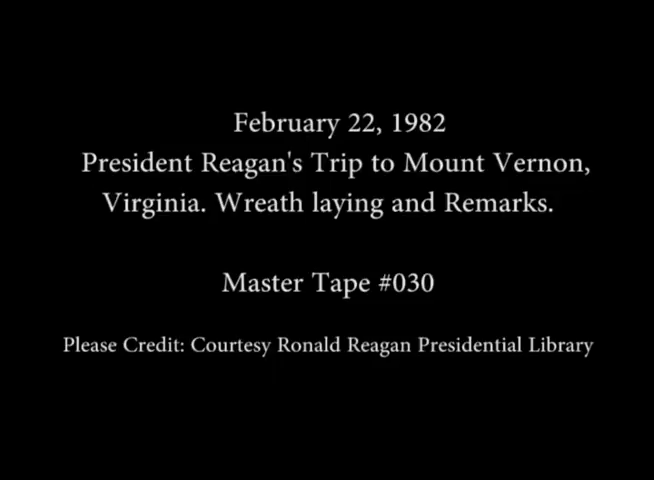 February 22, 1982
President Reagan's Trip to Mount Vernon,
Virginia. Wreath laying and Remarks.
Master Tape #030
Please Credit: Courtesy Ronald Reagan Presidential Library